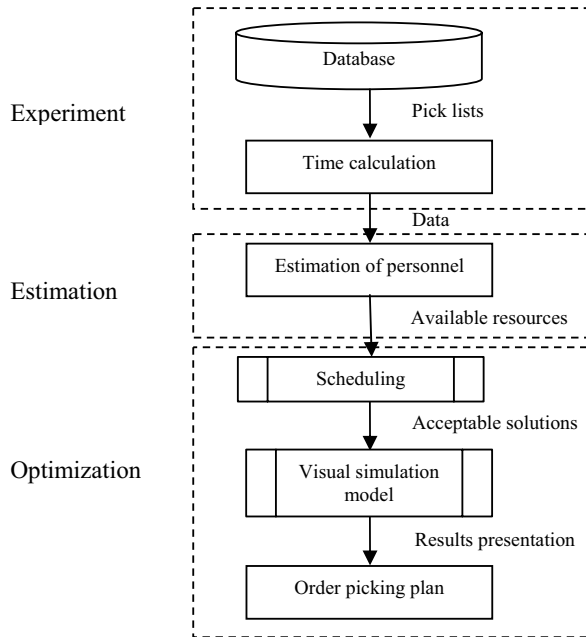 Database
Experiment
Pick lists
Time calculation
Data
Estimation of personnel
Estimation
Available resources
Scheduling
Acceptable solutions
Optimization
Visual simulation
model
Results presentation
Order picking plan